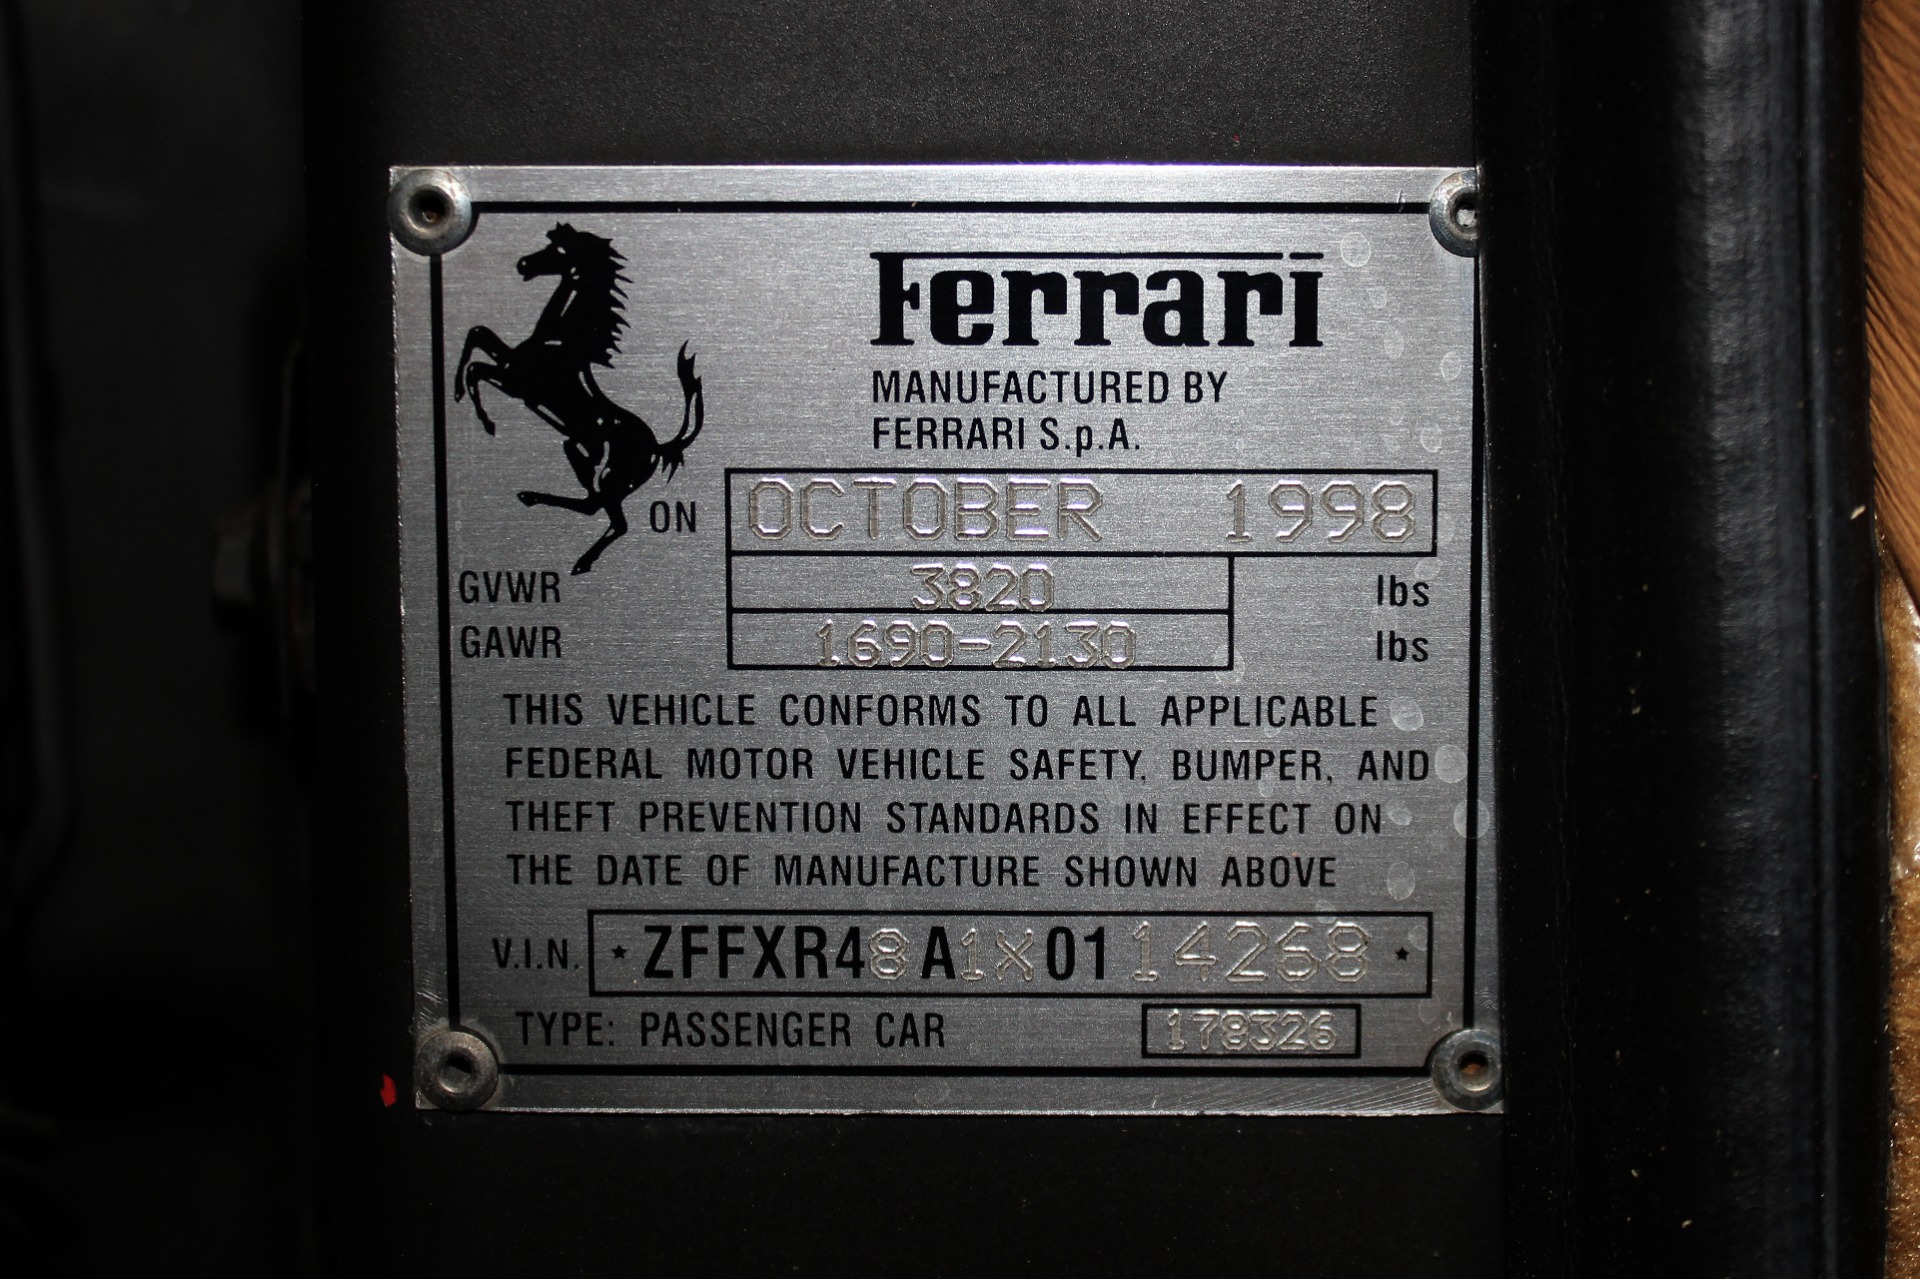 Ferrari
MANUFACTURED BY
FERRARI S.p.A.
ON OCTOBER 1998
GVWR 3820 lbs
GAWR 1690-2130 lbs
THIS VEHICLE CONFORMS TO ALL APPLICABLE
FEDERAL MOTOR VEHICLE SAFETY, BUMPER, AND
THEFT PREVENTION STANDARDS IN EFFECT ON
THE DATE OF MANUFACTURE SHOWN ABOVE
V.I.N. ★ ZFFXR48A1X0114268 ★
TYPE: PASSENGER CAR 178326